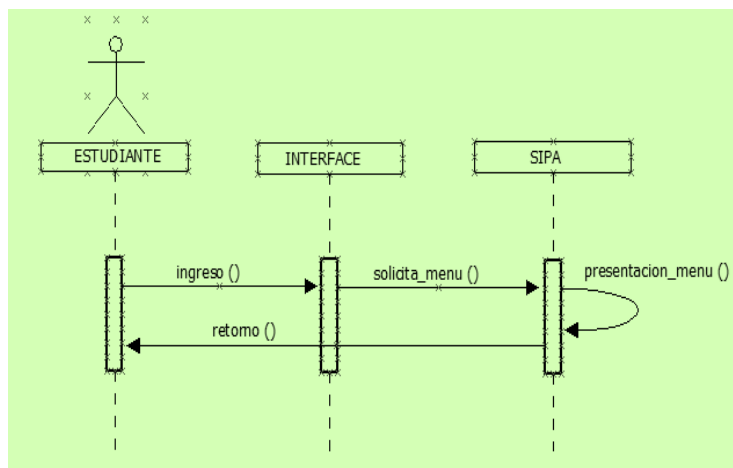 ESTUDIANTE
INTERFACE
SIPA
ingreso ()
solicita_menu ()
presentacion_menu ()
retorno ()